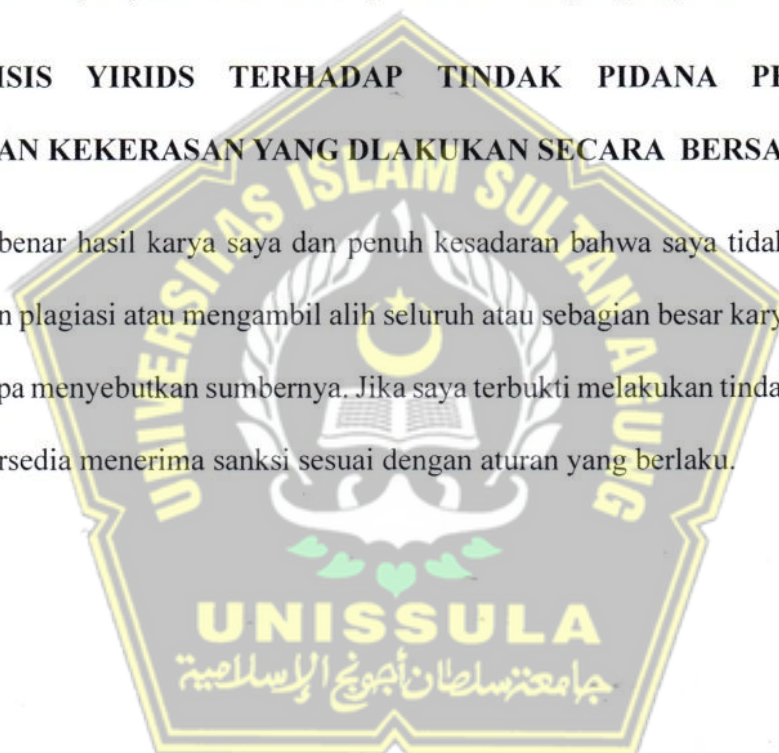 ISIS YIRIDS TERHADAP TINDAK PIDANA PE
AN KEKERASAN YANG DLAKUKAN SECARA BERSA
benar hasil karya saya dan penuh kesadaran bahwa saya tidak
n plagiasi atau mengambil alih seluruh atau sebagian besar kary
pa menyebutkan sumbernya. Jika saya terbukti melakukan tinda
rsedia menerima sanksi sesuai dengan aturan yang berlaku.
UNIVERSITAS ISLAM SULTAN AGUNG
UNISSULA
جامعة سلطان أجونج الإسلامية